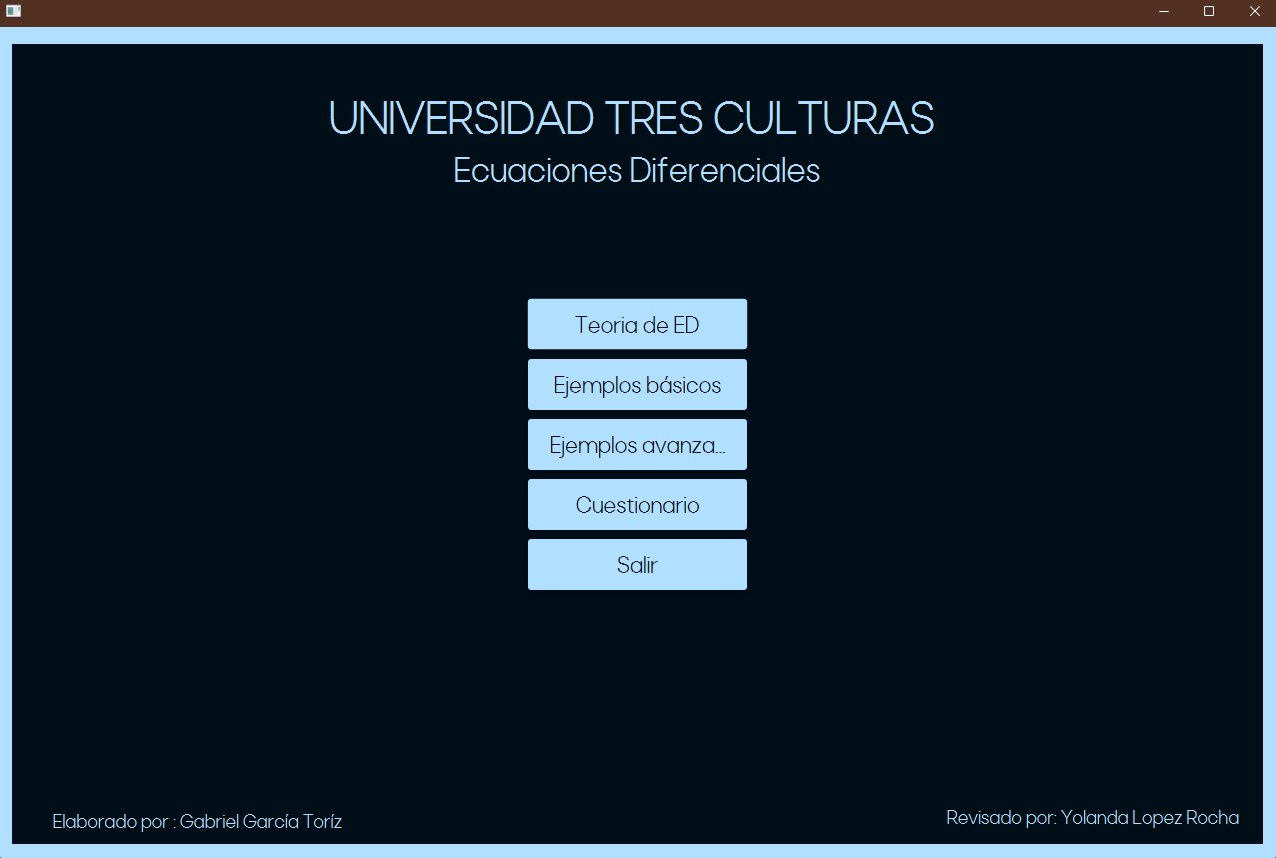 UNIVERSIDAD TRES CULTURAS
Ecuaciones Diferenciales
Teoria de ED
Ejemplos básicos
Ejemplos avanza...
Cuestionario
Salir
Elaborado por : Gabriel García Toríz
Revisado por: Yolanda Lopez Rocha